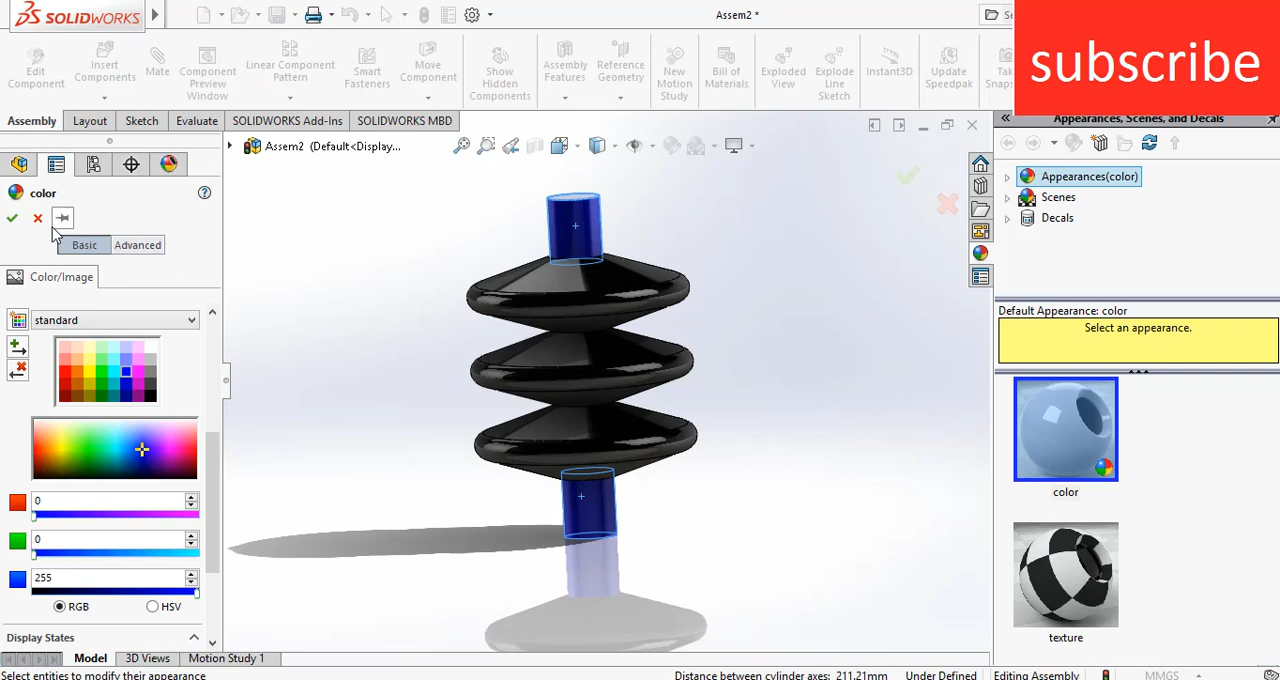 SOLIDWORKS
Assem2 *
Se
subscribe
Edit Component
Insert Components
Mate
Component Preview Window
Linear Component Pattern
Smart Fasteners
Move Component
Show Hidden Components
Assembly Features
Reference Geometry
New Motion Study
Bill of Materials
Exploded View
Explode Line Sketch
Instant3D
Update Speedpak
Assembly
Layout
Sketch
Evaluate
SOLIDWORKS Add-Ins
SOLIDWORKS MBD
Assem2 (Default<Display...
Appearances, Scenes, and Decals
color
Basic
Advanced
Color/Image
standard
0
0
255
RGB
HSV
Display States
Appearances(color)
Scenes
Decals
Default Appearance: color
Select an appearance.
color
texture
Model
3D Views
Motion Study 1
Select entities to modify their appearance
Distance between cylinder axes: 211.21mm
Under Defined
Editing Assembly
MMGS